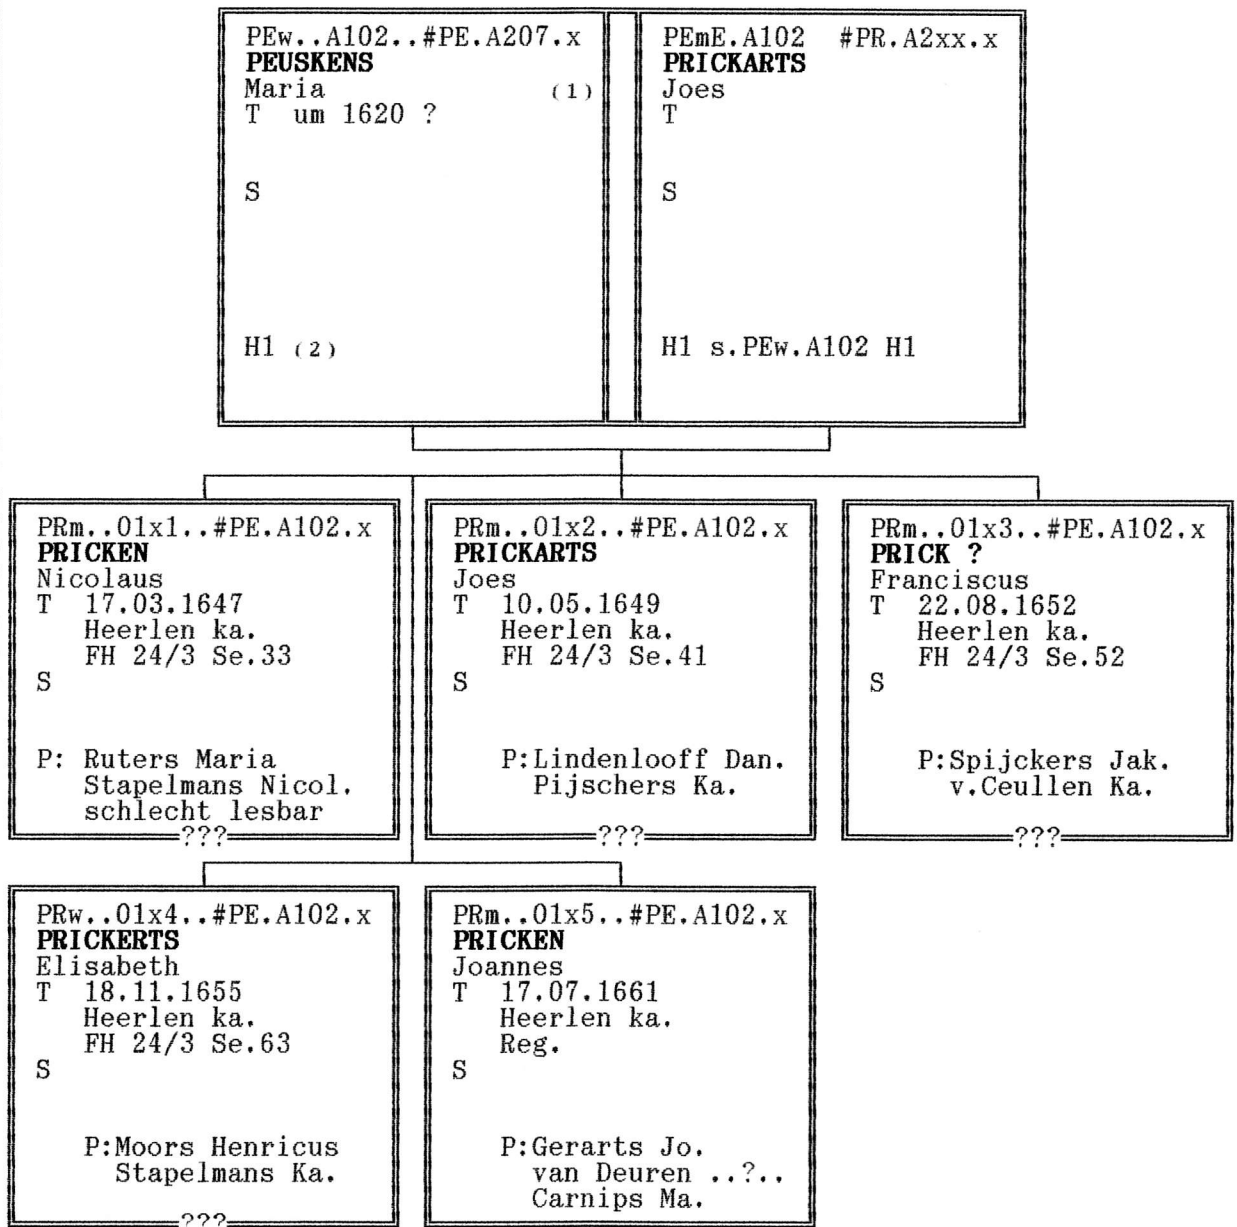 PEw..A102..#PE.A207.x
PEUSKENS
Maria (1)
T um 1620 ?
S
H1 (2)
PEmE.A102 #PR.A2xx.x
PRICKARTS
Joes
T
S
H1 s.PEw.A102 H1
PRm..01x1..#PE.A102.x
PRICKEN
Nicolaus
T 17.03.1647
Heerlen ka.
FH 24/3 Se.33
S
P: Ruters Maria
Stapelmans Nicol.
schlecht lesbar
???
PRm..01x2..#PE.A102.x
PRICKARTS
Joes
T 10.05.1649
Heerlen ka.
FH 24/3 Se.41
S
P:Lindenlooff Dan.
Pijschers Ka.
???
PRm..01x3..#PE.A102.x
PRICK ?
Franciscus
T 22.08.1652
Heerlen ka.
FH 24/3 Se.52
S
P:Spijckers Jak.
v.Ceullen Ka.
???
PRw..01x4..#PE.A102.x
PRICKERTS
Elisabeth
T 18.11.1655
Heerlen ka.
FH 24/3 Se.63
S
P:Moors Henricus
Stapelmans Ka.
???
PRm..01x5..#PE.A102.x
PRICKEN
Joannes
T 17.07.1661
Heerlen ka.
Reg.
S
P:Gerarts Jo.
van Deuren ..?..
Carnips Ma.